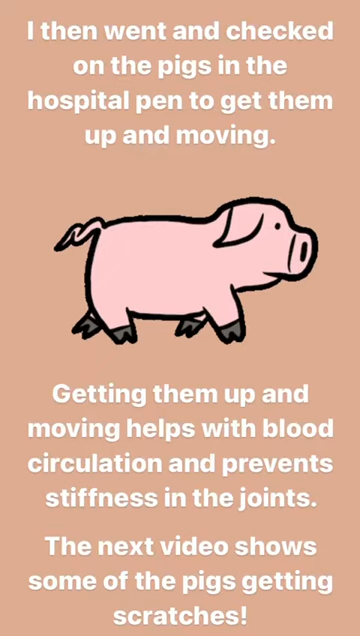 I then went and checked
on the pigs in the
hospital pen to get them
up and moving.
Getting them up and
moving helps with blood
circulation and prevents
stiffness in the joints.
The next video shows
some of the pigs getting
scratches!